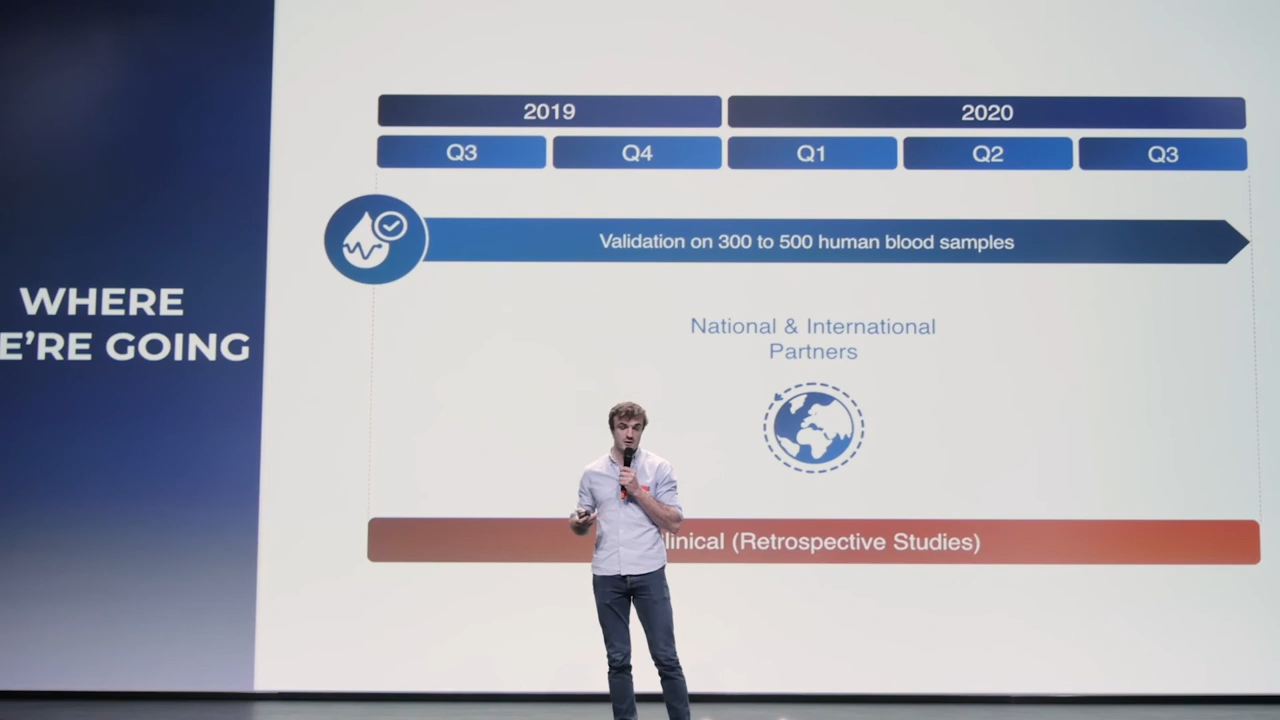 WHERE
E'RE GOING
2019
2020
Q3
Q4
Q1
Q2
Q3
Validation on 300 to 500 human blood samples
National & International
Partners
linical (Retrospective Studies)